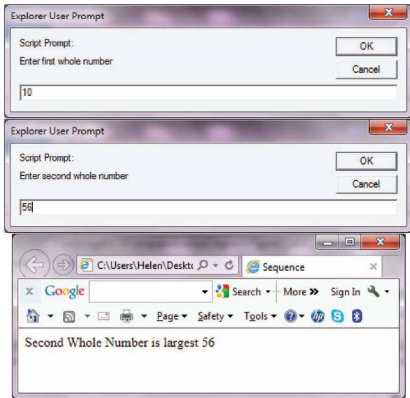 Explorer User Prompt
Script Prompt:
Enter first whole number
OK
Cancel
10
Explorer User Prompt
Script Prompt:
Enter second whole number
OK
Cancel
56
C:\Users\Helen\Deskto
Sequence
x Google Search More » Sign In
Page Safety Tools
Second Whole Number is largest 56